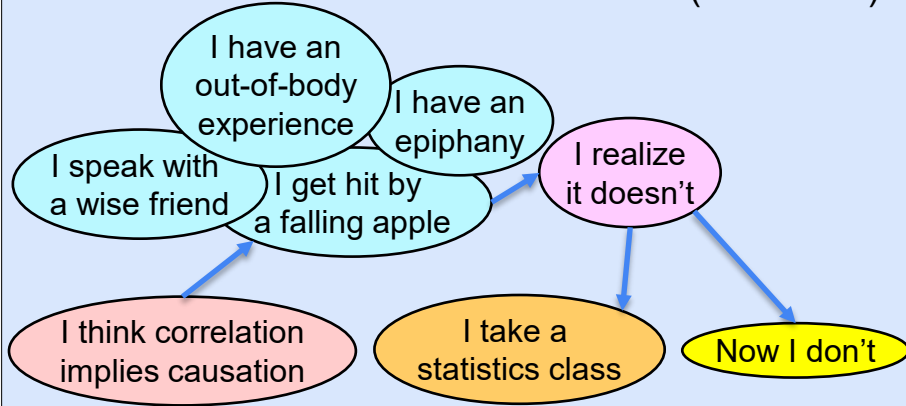 I have an
out-of-body
experience
I have an
epiphany
I speak with
a wise friend
I get hit by
a falling apple
I realize
it doesn’t
I think correlation
implies causation
I take a
statistics class
Now I don’t